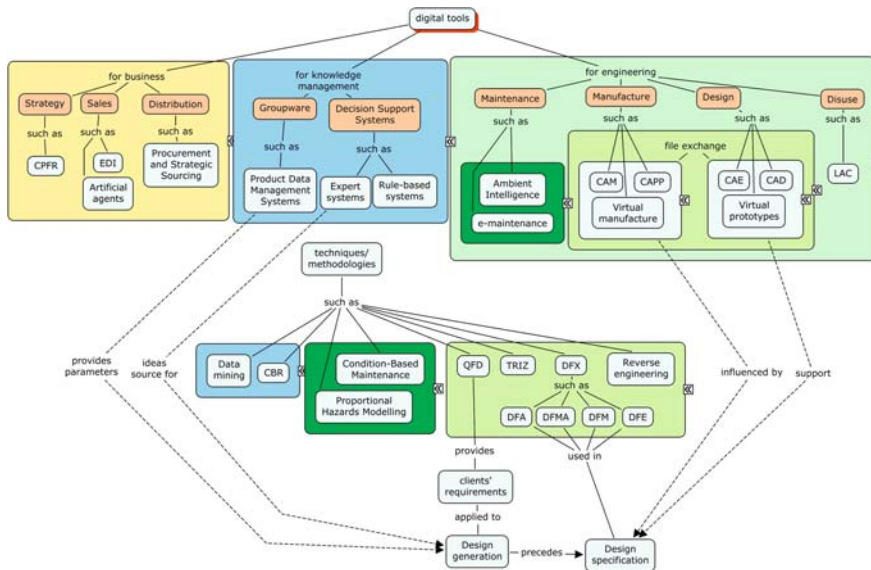 digital tools
for business
for knowledge
management
for engineering
Strategy
Sales
Distribution
Groupware
Decision Support
Systems
Maintenance
Manufacture
Design
Disuse
such as
such as
such as
such as
such as
such as
such as
such as
such as
file exchange
CPFR
EDI
Artificial
agents
Procurement
and Strategic
Sourcing
Product Data
Management
Systems
Expert
systems
Rule-based
systems
Ambient
Intelligence
e-maintenance
CAM
CAPP
Virtual
manufacture
CAE
CAD
Virtual
prototypes
LAC
techniques/
methodologies
such as
provides
parameters
ideas
source for
Data
mining
CBR
Condition-Based
Maintenance
Proportional
Hazards Modelling
QFD
TRIZ
DFX
Reverse
engineering
such as
DFA
DFMA
DFM
DFE
influenced by
support
provides
used in
clients'
requirements
applied to
Design
generation
precedes
Design
specification